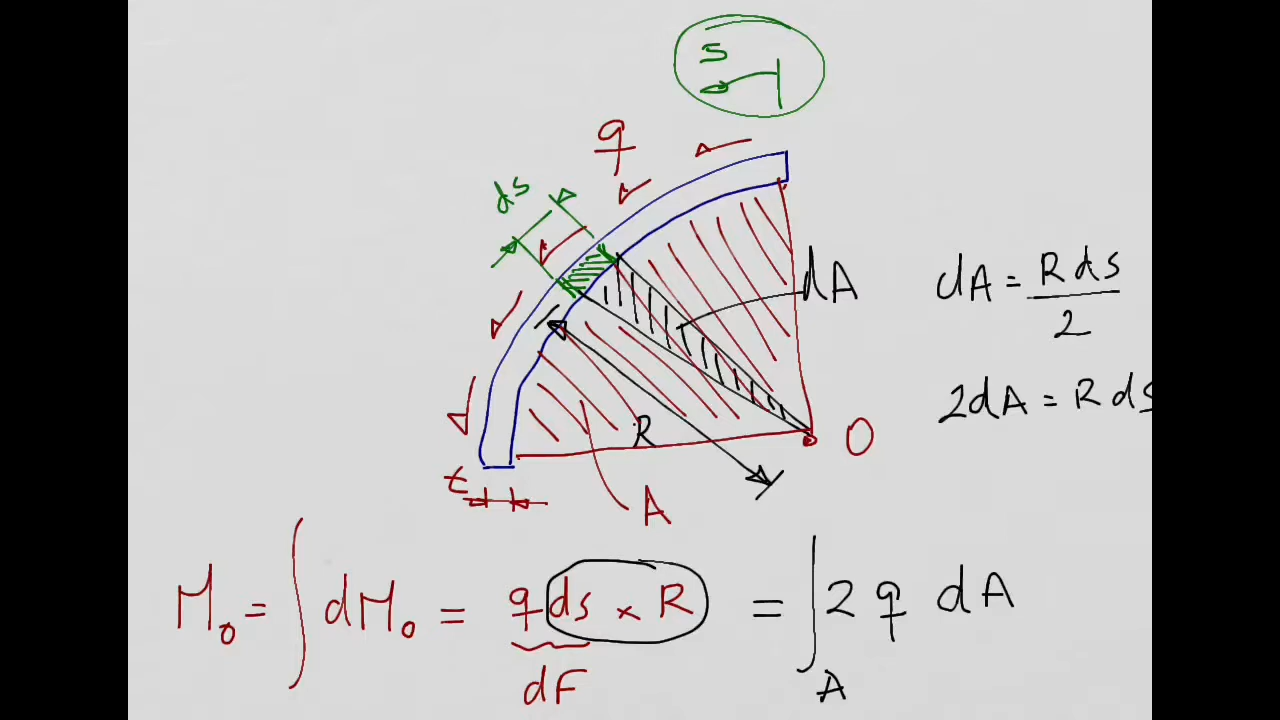 s
q
ds
dA
dA = R ds / 2
2dA = R ds
R
O
t
A
M₀ = ∫ dM₀ = q ds × R = ∫ 2 q dA
dF
A